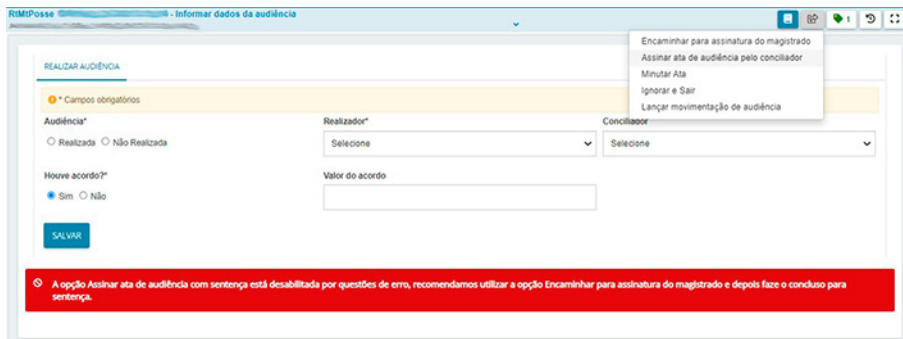 RtMtPosse - Informar dados da audiência
1
Encaminhar para assinatura do magistrado
Assinar ata de audiência pelo conciliador
Minutar Ata
Ignorar e Sair
Lançar movimentação de audiência
REALIZAR AUDIÊNCIA
* Campos obrigatórios
Audiência* Realizador* Conciliador
Realizada Não Realizada Selecione Selecione
Houve acordo?* Valor do acordo
Sim Não
SALVAR
A opção Assinar ata de audiência com sentença está desabilitada por questões de erro, recomendamos utilizar a opção Encaminhar para assinatura do magistrado e depois faze o concluso para
sentença.